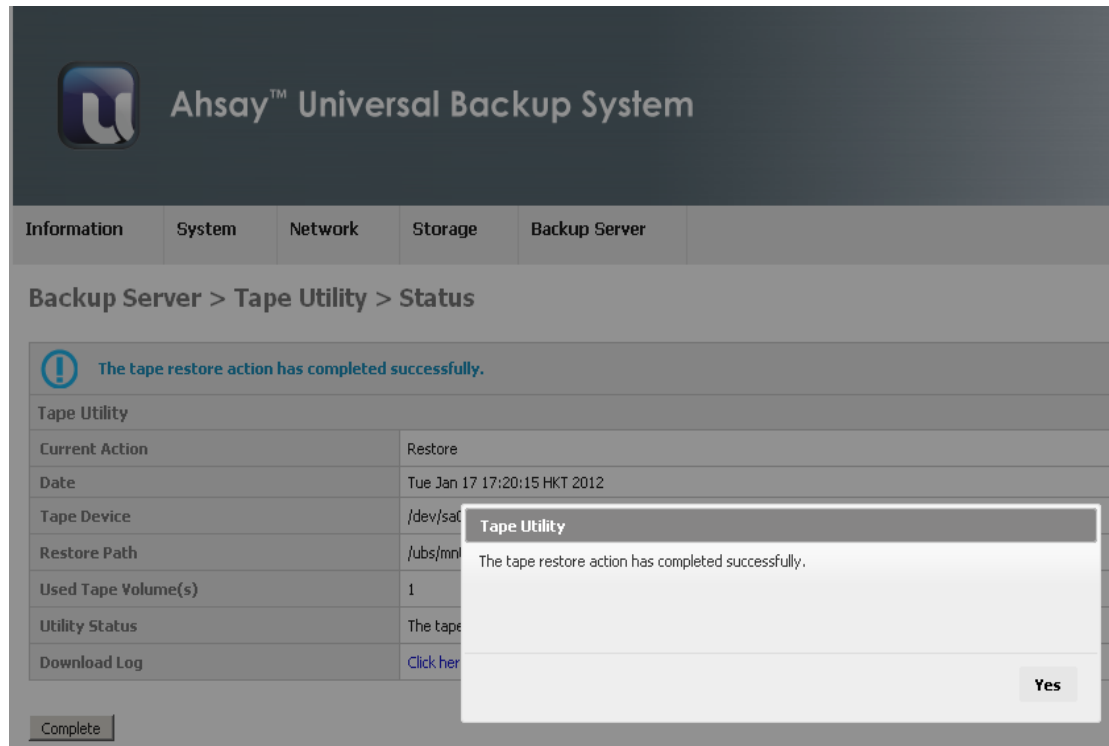 Ahsay™ Universal Backup System
Information System Network Storage Backup Server
Backup Server > Tape Utility > Status
The tape restore action has completed successfully.
Tape Utility
Current Action Restore
Date Tue Jan 17 17:20:15 HKT 2012
Tape Device
Restore Path
Used Tape Volume(s) 1
Utility Status The tape
Download Log Click
Complete
Tape Utility
The tape restore action has completed successfully.
Yes